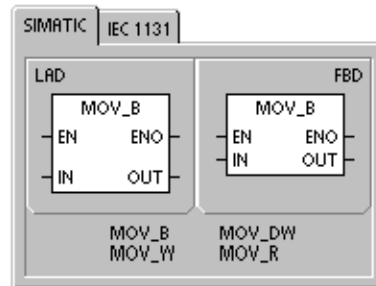 SIMATIC IEC 1131
LAD FBD
MOV_B MOV_B
EN ENO EN ENO
IN OUT IN OUT
MOV_B MOV_DW
MOV_W MOV_R